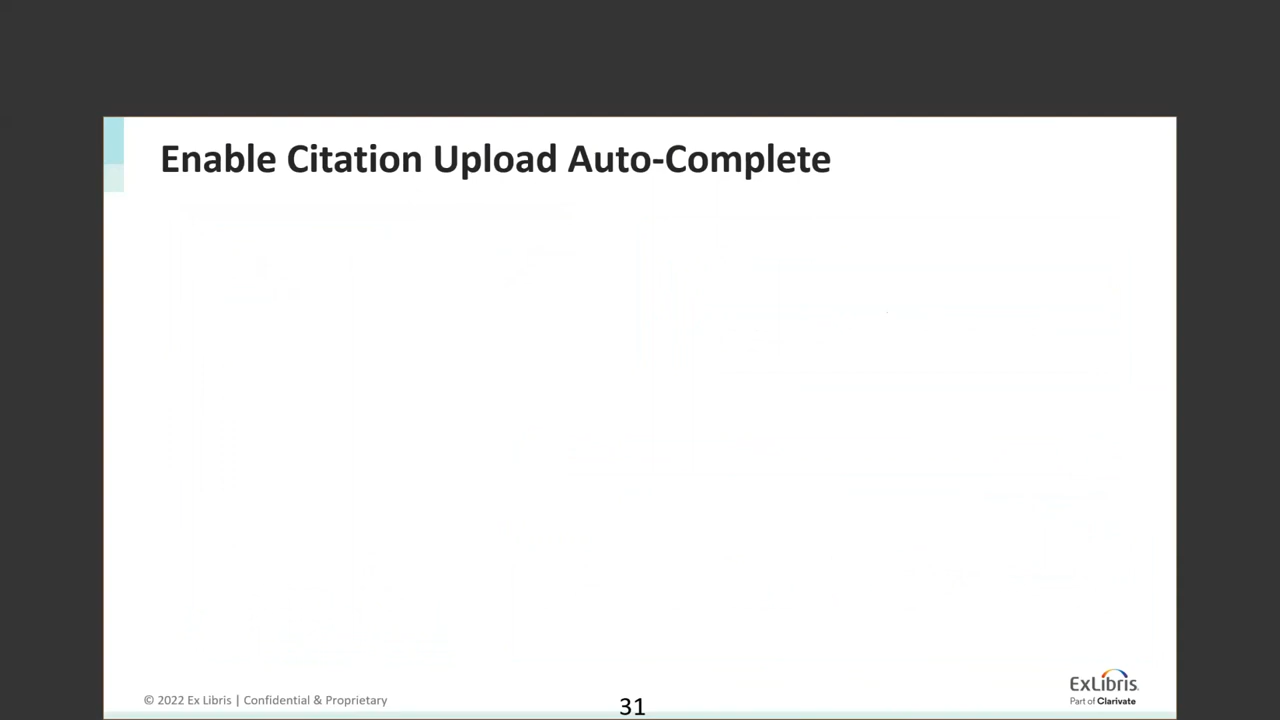 Enable Citation Upload Auto-Complete
© 2022 Ex Libris | Confidential & Proprietary
31
ExLibris
Part of Clarivate